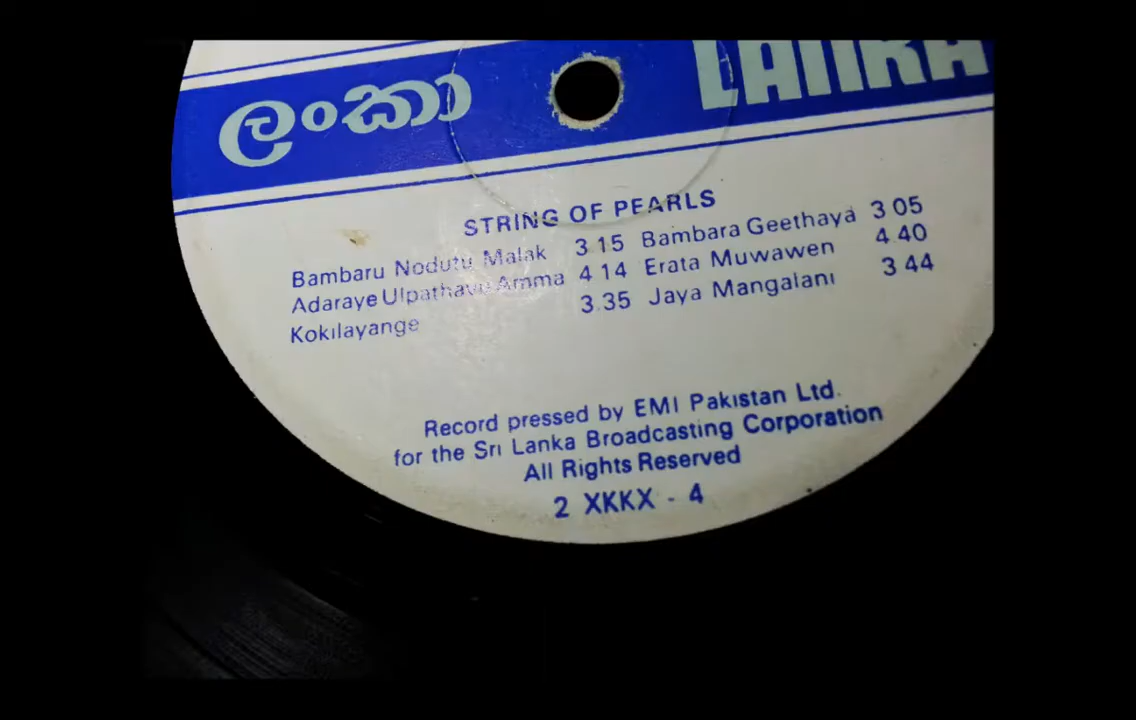 ලංකා LANKA
STRING OF PEARLS
Bambaru Nodutu Malak 3.15 Bambara Geethaya 3 05
Adaraye Ulpathavu Amma 4 14 Erata Muwawen 4.40
Kokilayange 3.35 Jaya Mangalani 3 44
Record pressed by EMI Pakistan Ltd.
for the Sri Lanka Broadcasting Corporation
All Rights Reserved
2 XKKX - 4